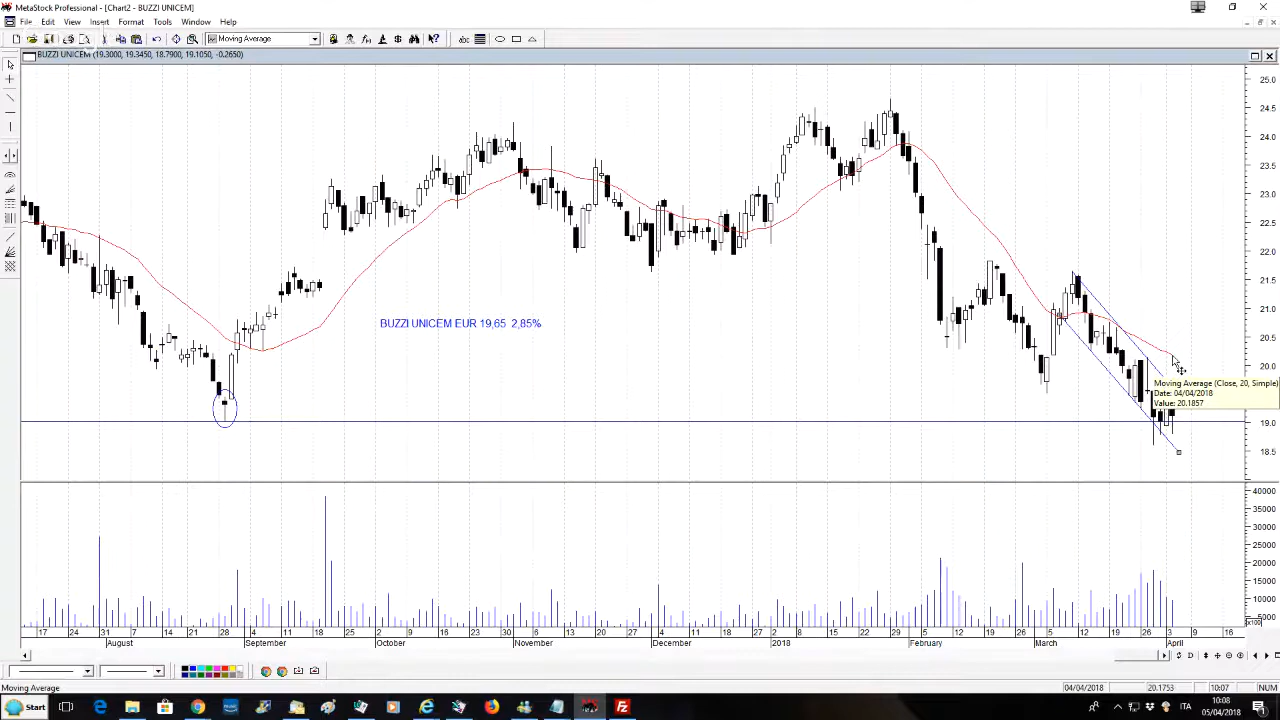 MetaStock Professional - [Chart2 - BUZZI UNICEM]
File Edit View Insert Format Tools Window Help
Moving Average
abc
BUZZI UNICEM (19.3000, 19.3450, 18.7900, 19.1050, -0.2650)
25.0
24.5
24.0
23.5
23.0
22.5
22.0
21.5
21.0
BUZZI UNICEM EUR 19,65 2,85%
20.5
20.0
Moving Average (Close, 20, Simple)
Date: 04/04/2018
Value: 20.1857
19.0
18.5
40000
35000
30000
25000
20000
15000
10000
5000
x100
17 24 31 7 14 21 28 4 11 18 25 2 9 16 23 30 6 13 20 27 4 11 18 27 2 8 15 22 29 5 12 19 26 5 12 19 26 3 9 16
August September October November December 2018 February March April
Moving Average
04/04/2018 20.1753 10:07 NUM
Start
ITA
10:08
05/04/2018